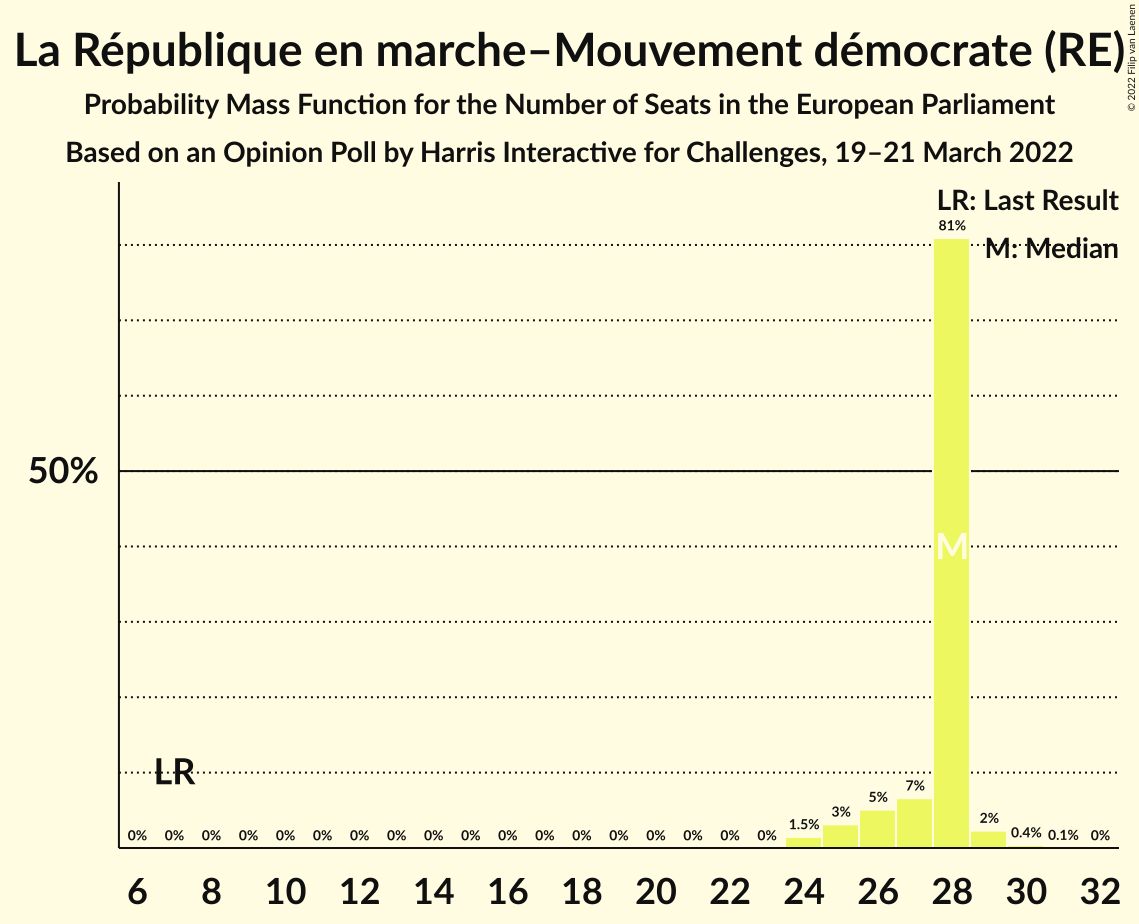 La République en marche–Mouvement démocrate (RE)
© 2022 Filip van Laenen
Probability Mass Function for the Number of Seats in the European Parliament
Based on an Opinion Poll by Harris Interactive for Challenges, 19–21 March 2022
LR: Last Result
81%
M: Median
50%
M
LR
0% 0% 0% 0% 0% 0% 0% 0% 0% 0% 0% 0% 0% 0% 0% 0% 0% 0% 1.5% 3% 5% 7% 2% 0.4% 0.1% 0%
6 8 10 12 14 16 18 20 22 24 26 28 30 32